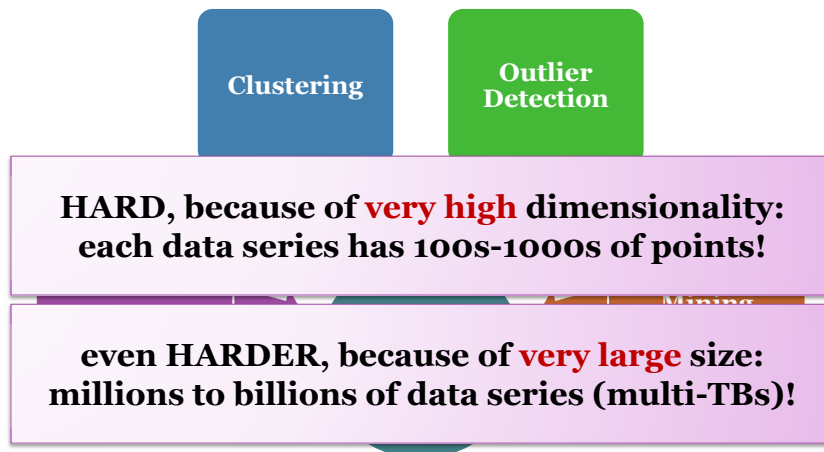 Clustering
Outlier
Detection
HARD, because of very high dimensionality:
each data series has 100s-1000s of points!
Mining
even HARDER, because of very large size:
millions to billions of data series (multi-TBs)!